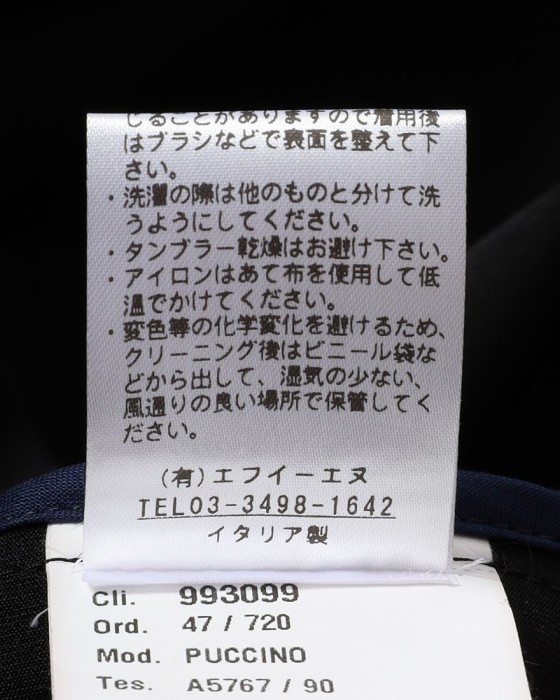 じることがありますので着用後
はブラシなどで表面を整えて下
さい。
・洗濯の際は他のものと分けて洗
うようにしてください。
・タンブラー乾燥はお避け下さい。
・アイロンはあて布を使用して低
温でかけてください。
・変色等の化学変化を避けるため、
クリーニング後はビニール袋な
どから出して、湿気の少ない、
風通りの良い場所で保管してく
ださい。
(有)エフイーエヌ
TEL03-3498-1642
イタリア製
Cli. 993099
Ord. 47 / 720
Mod. PUCCINO
Tes. A5767 / 90